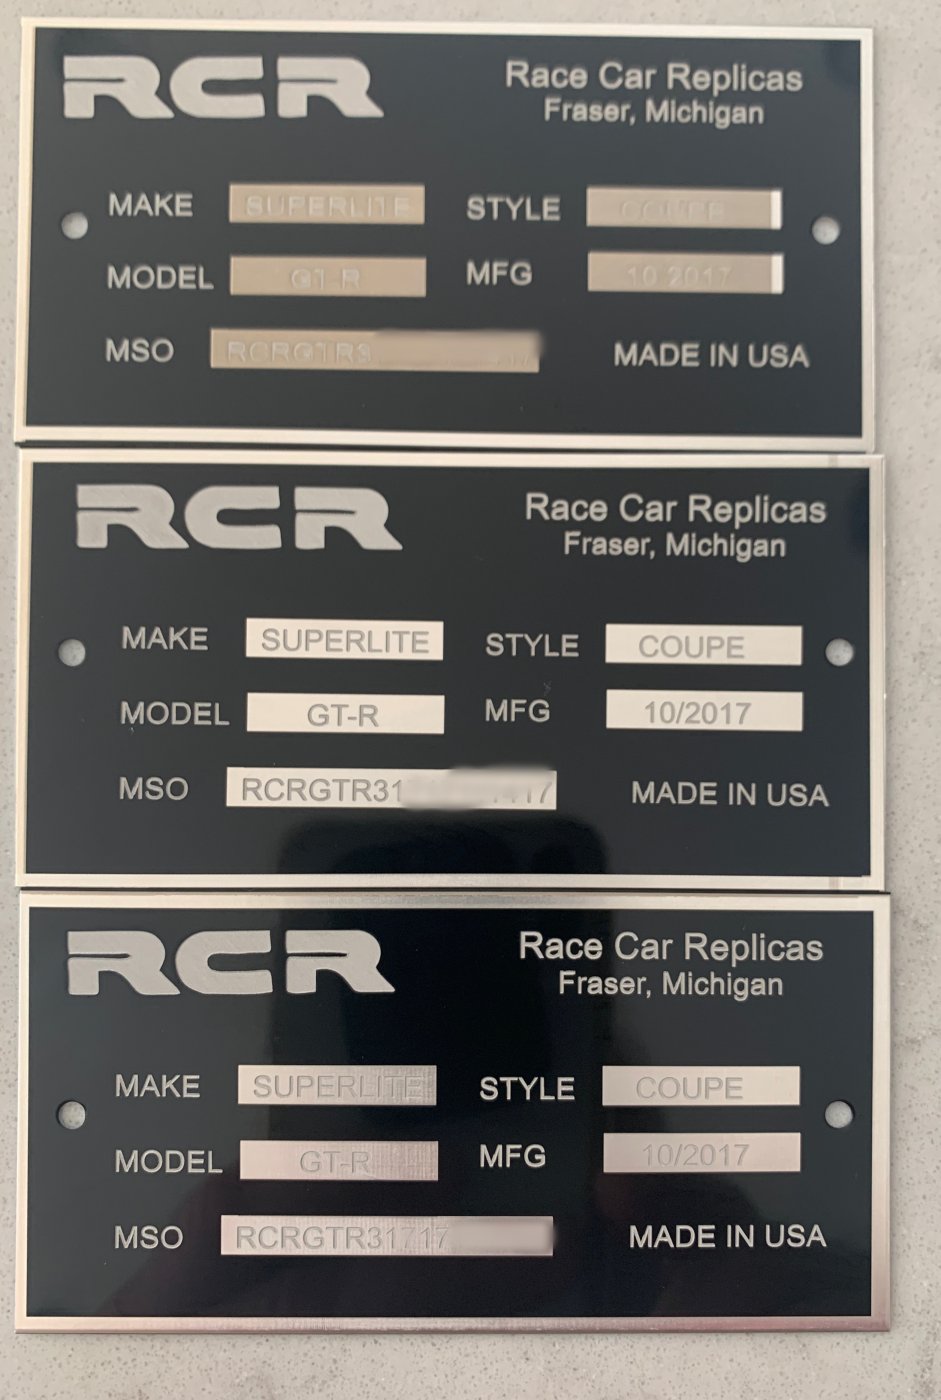 RCR
Race Car Replicas
Fraser, Michigan
MAKE SUPERLITE STYLE COUPE
MODEL GT-R MFG 10 2017
MSO RCRGTR3 MADE IN USA
RCR
Race Car Replicas
Fraser, Michigan
MAKE SUPERLITE STYLE COUPE
MODEL GT-R MFG 10/2017
MSO RCRGTR31 17 MADE IN USA
RCR
Race Car Replicas
Fraser, Michigan
MAKE SUPERLITE STYLE COUPE
MODEL GT-R MFG 10/2017
MSO RCRGTR31717 MADE IN USA